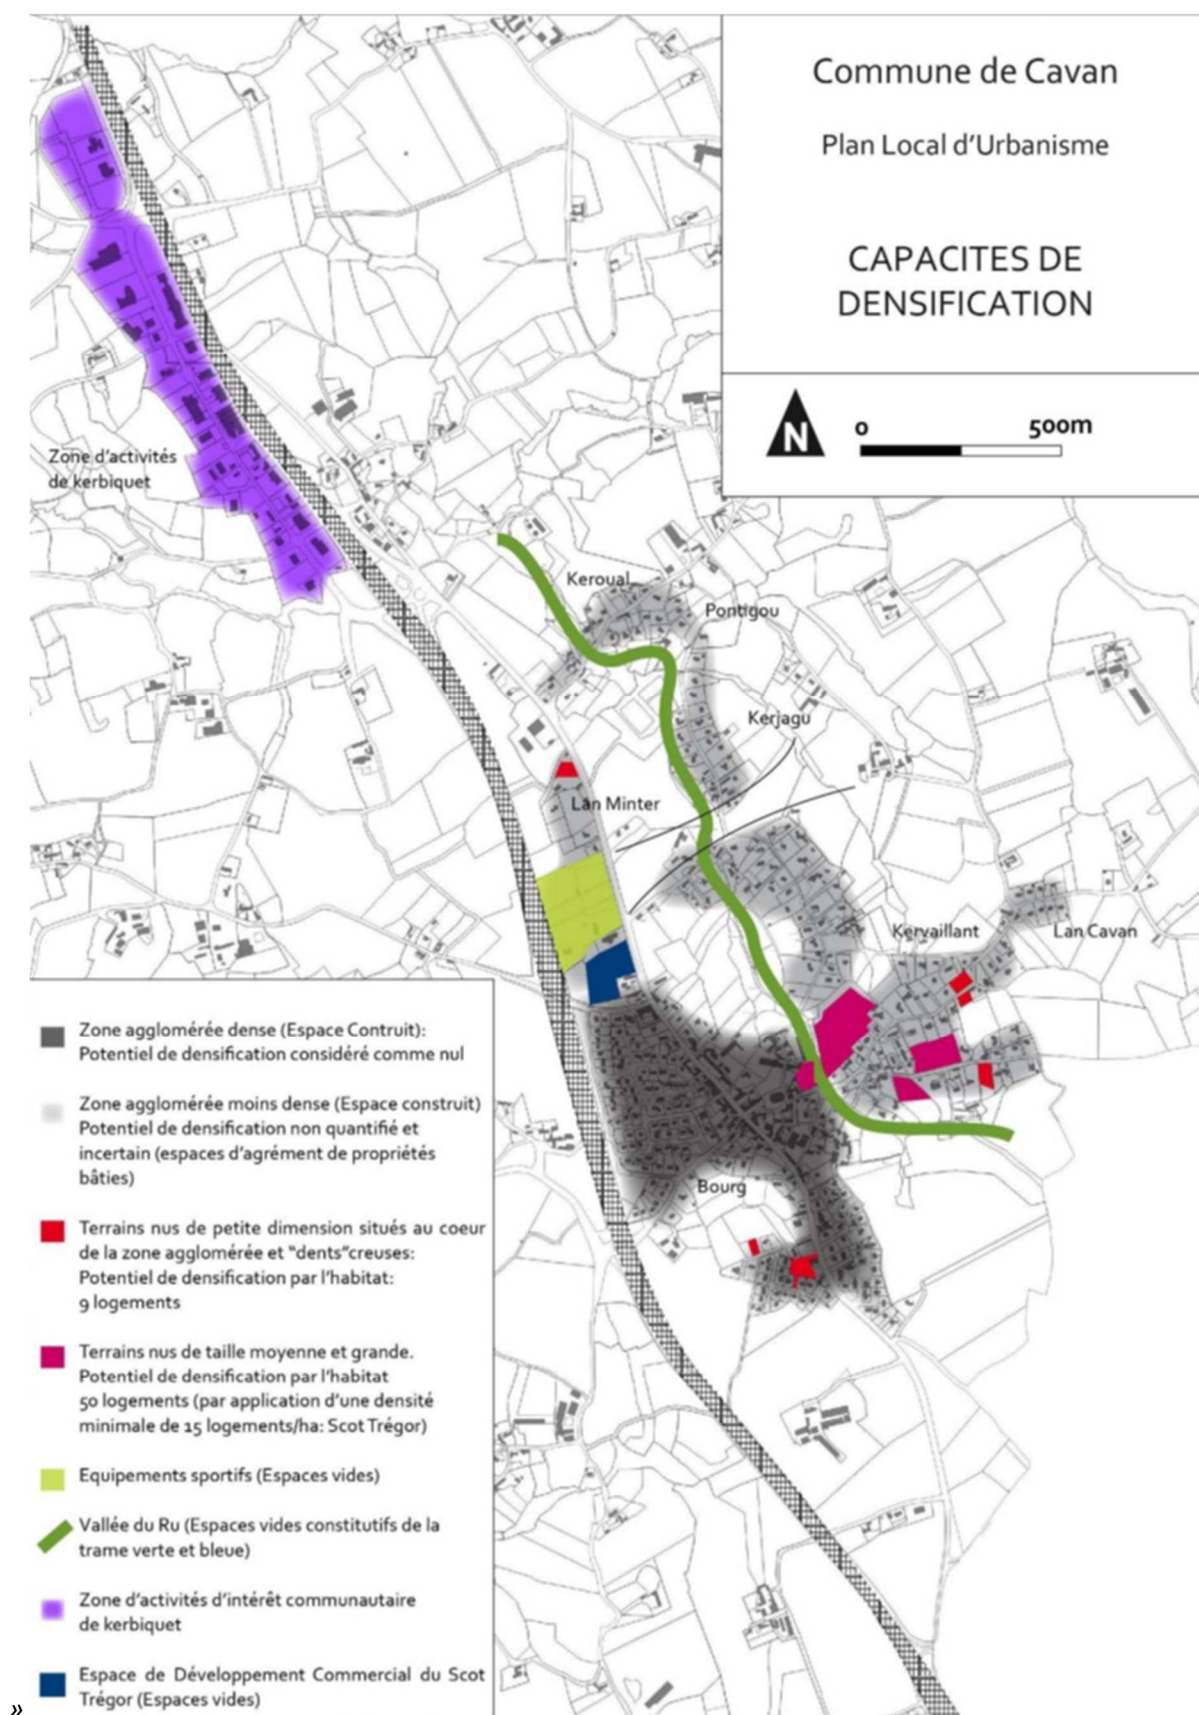 Commune de Cavan
Plan Local d'Urbanisme
CAPACITES DE
DENSIFICATION
N
0
500m
Zone d'activités
de kerbiquet
Keroual
Pontigou
Kerjagu
Lan Minter
Kervaillant
Lan Cavan
Bourg
Zone agglomérée dense (Espace Contruit):
Potentiel de densification considéré comme nul
Zone agglomérée moins dense (Espace construit)
Potentiel de densification non quantifié et
incertain (espaces d'agrément de propriétés
bâties)
Terrains nus de petite dimension situés au coeur
de la zone agglomérée et "dents"creuses:
Potentiel de densification par l'habitat:
9 logements
Terrains nus de taille moyenne et grande.
Potentiel de densification par l'habitat
50 logements (par application d'une densité
minimale de 15 logements/ha: Scot Trégor)
Equipements sportifs (Espaces vides)
Vallée du Ru (Espaces vides constitutifs de la
trame verte et bleue)
Zone d'activités d'intérêt communautaire
de kerbiquet
Espace de Développement Commercial du Scot
Trégor (Espaces vides)
»